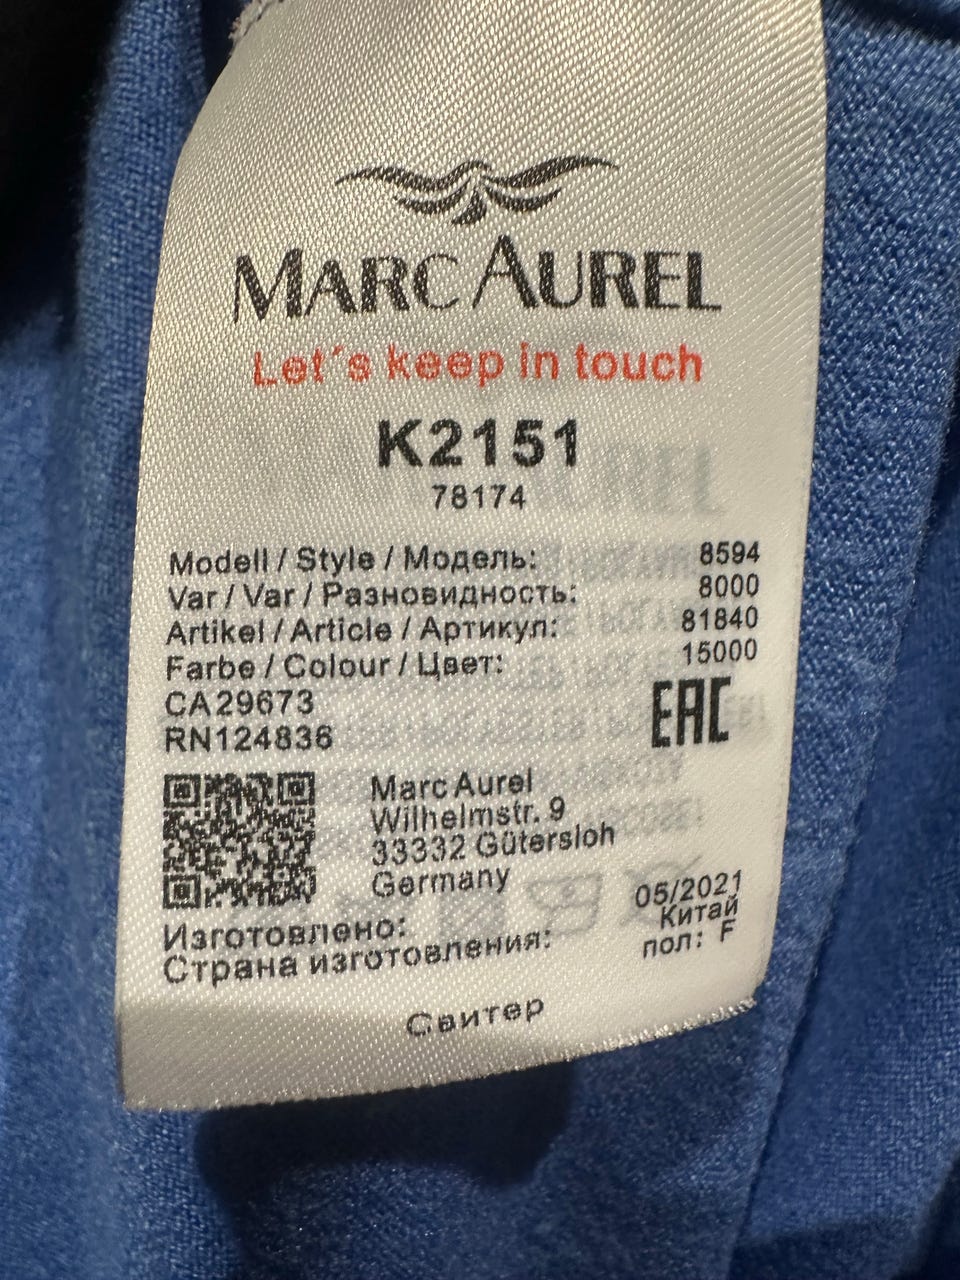 MARC AUREL
Let´s keep in touch
K2151
78174
Modell / Style / Модель: 8594
Var / Var / Разновидность: 8000
Artikel / Article / Артикул: 81840
Farbe / Colour / Цвет: 15000
CA29673
RN124836
EAC
Marc Aurel
Wilhelmstr. 9
33332 Gütersloh
Germany
Изготовлено: 05/2021
Страна изготовления: Китай
пол: F
Свитер